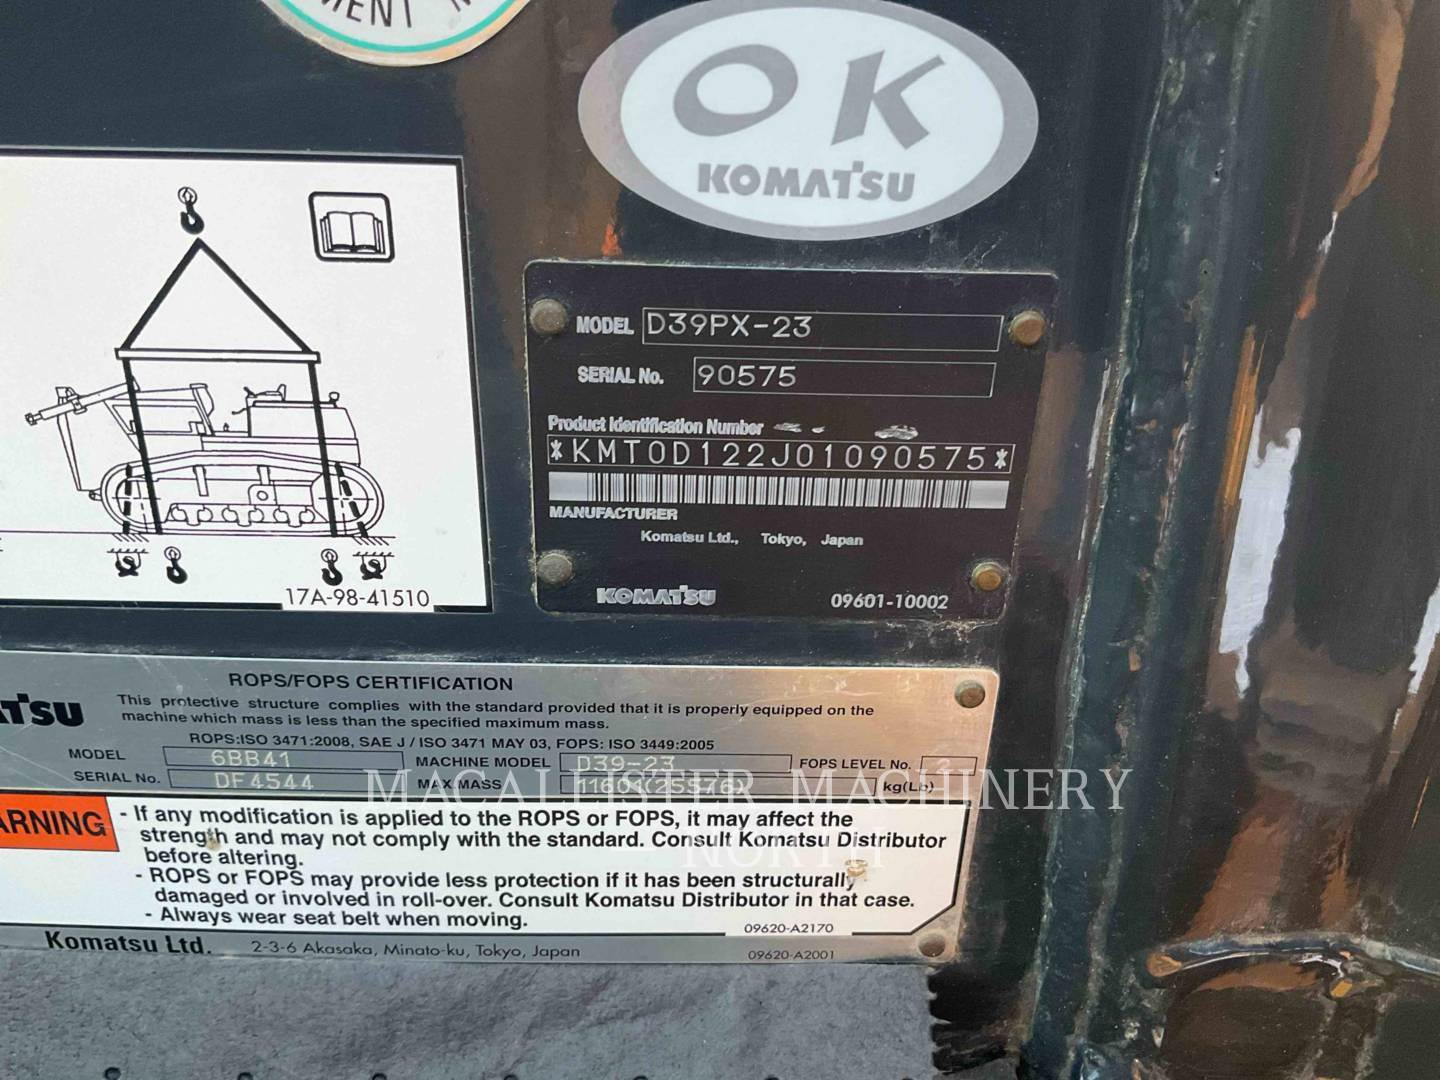 MENT
OK
KOMATSU
17A-98-41510
MODEL D39PX-23
SERIAL No. 90575
Product Identification Number
*KMT0D122J01090575*
MANUFACTURER
Komatsu Ltd., Tokyo, Japan
KOMATSU 09601-10002
ROPS/FOPS CERTIFICATION
ATSU
This protective structure complies with the standard provided that it is properly equipped on the
machine which mass is less than the specified maximum mass.
ROPS:ISO 3471:2008, SAE J / ISO 3471 MAY 03, FOPS: ISO 3449:2005
MODEL 6BB41 MACHINE MODEL D39-23 FOPS LEVEL No. 2
SERIAL No. DF4544 MAX.MASS kg(Lb)
MACALLISTER MACHINERY
NORTH
ARNING
- If any modification is applied to the ROPS or FOPS, it may affect the
strength and may not comply with the standard. Consult Komatsu Distributor
before altering.
- ROPS or FOPS may provide less protection if it has been structurally
damaged or involved in roll-over. Consult Komatsu Distributor in that case.
- Always wear seat belt when moving.
09620-A2170
Komatsu Ltd. 2-3-6 Akasaka, Minato-ku, Tokyo, Japan 09620-A2001